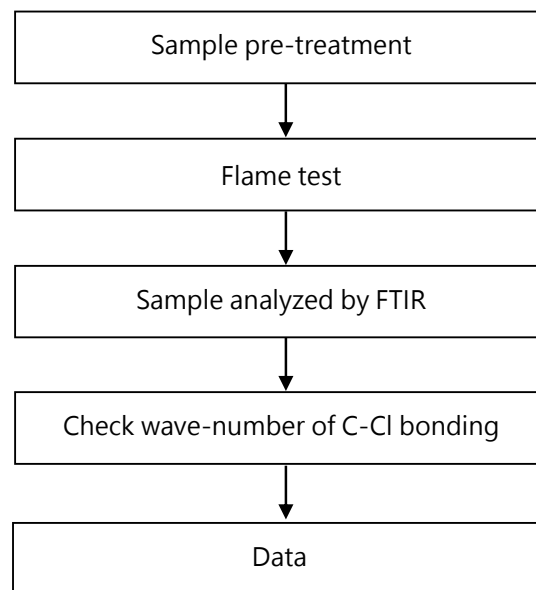 Sample pre-treatment
Flame test
Sample analyzed by FTIR
Check wave-number of C-Cl bonding
Data